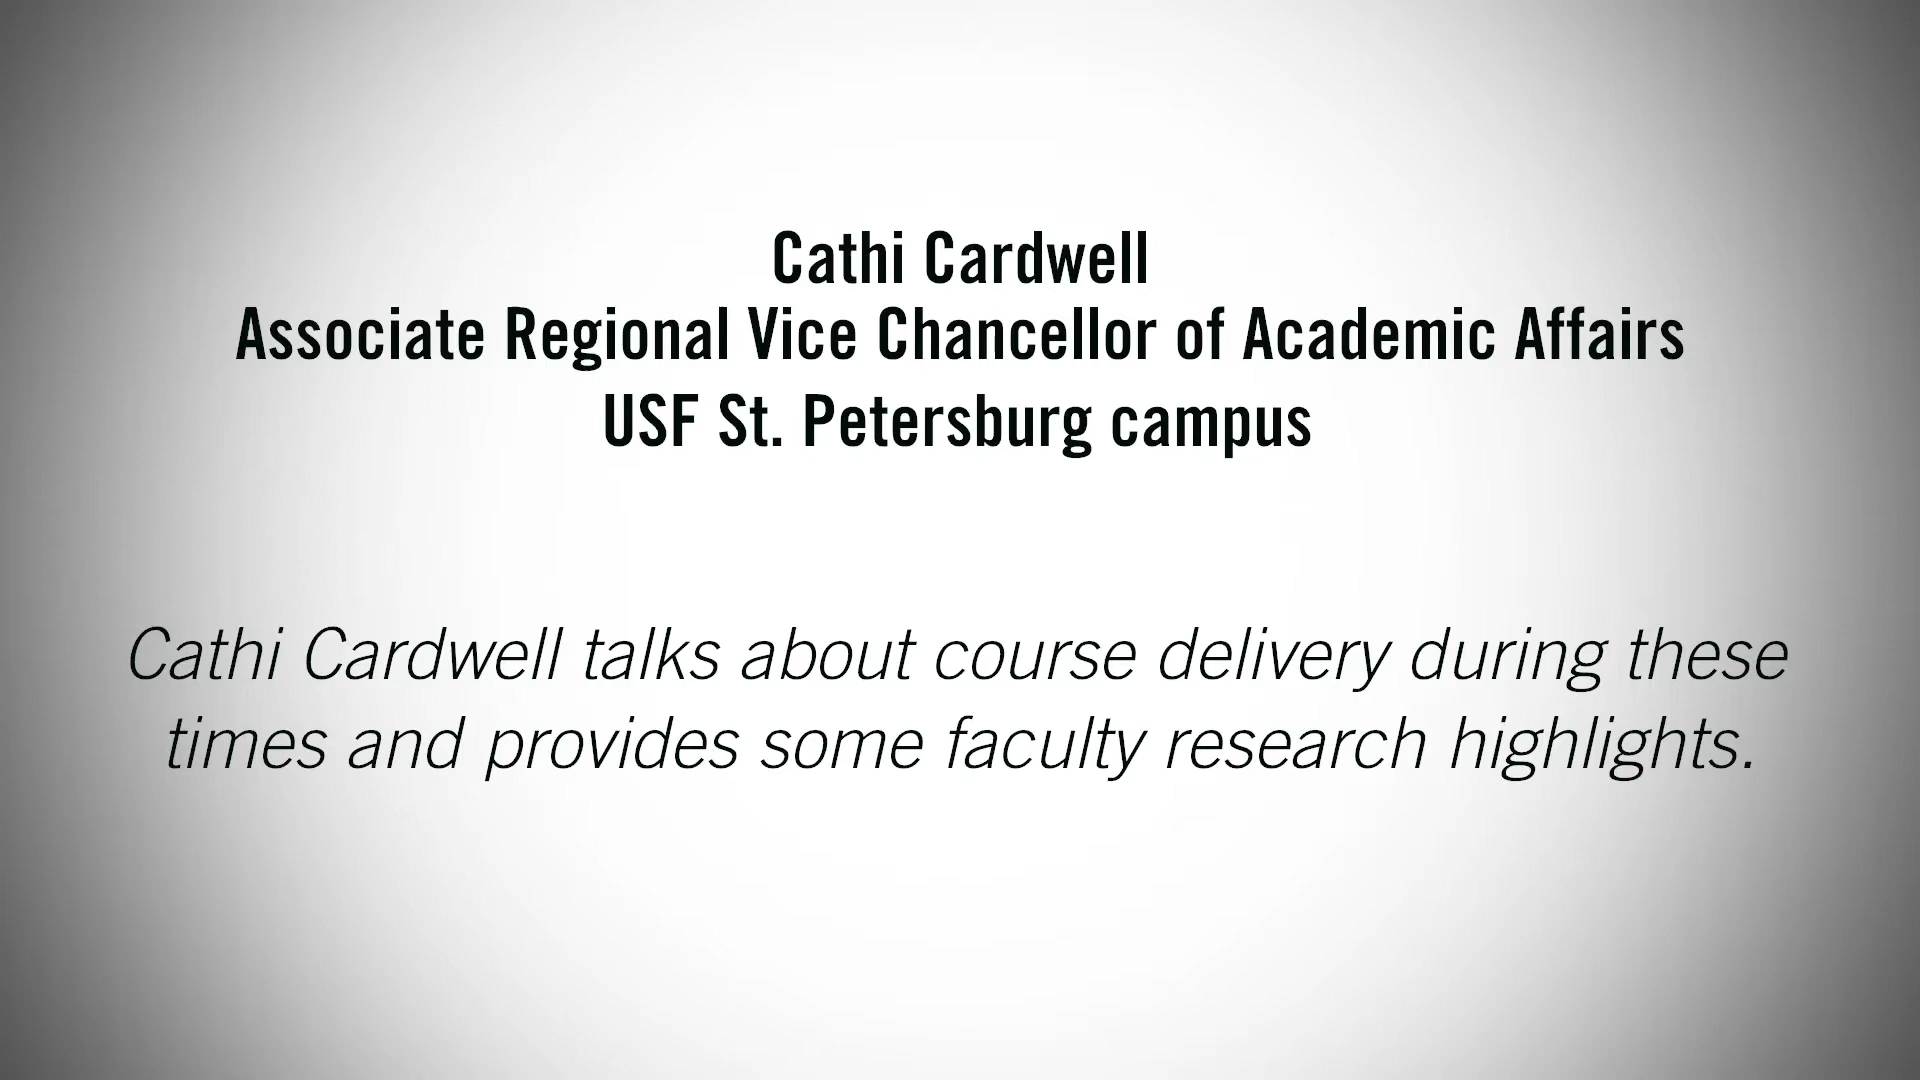 Cathi Cardwell
Associate Regional Vice Chancellor of Academic Affairs
USF St. Petersburg campus
Cathi Cardwell talks about course delivery during these
times and provides some faculty research highlights.